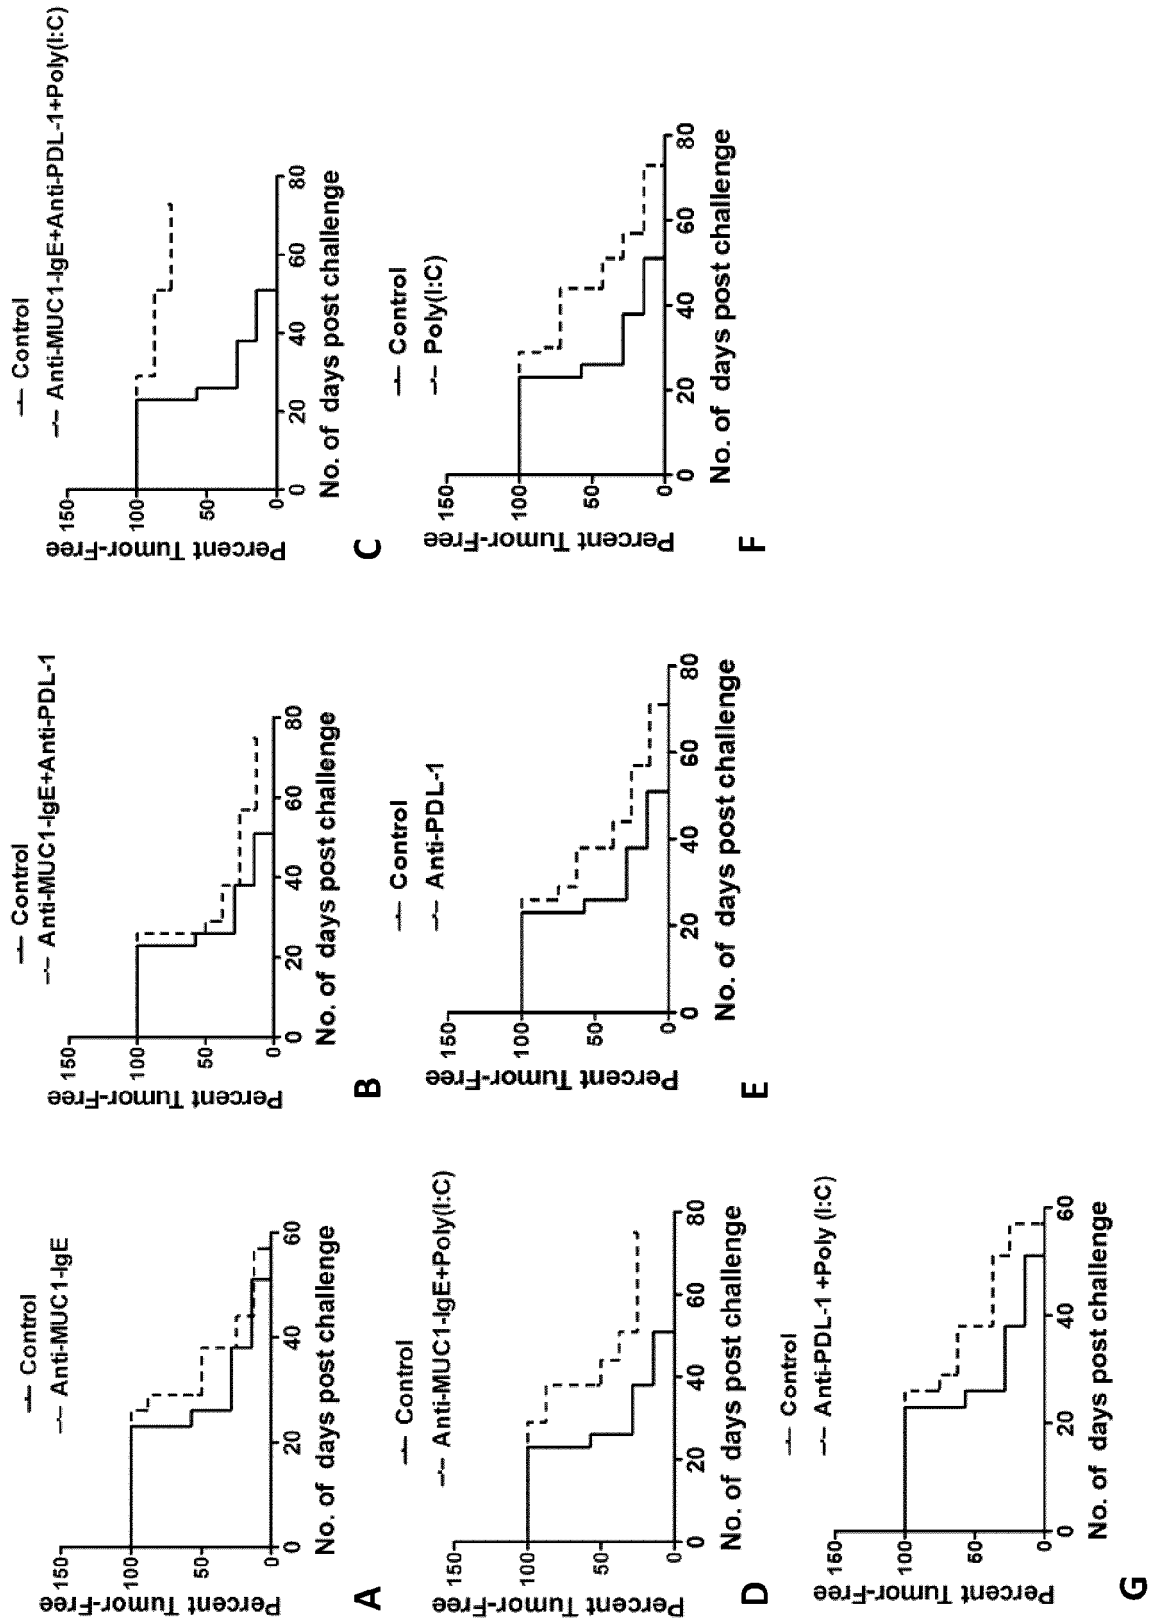 Control
Anti-MUC1-IgE
Percent Tumor-Free
150
100
50
0
0 20 40 60
No. of days post challenge
A
Control
Anti-MUC1-IgE+Anti-PDL-1
Percent Tumor-Free
150
100
50
0
0 20 40 60 80
No. of days post challenge
B
Control
Anti-MUC1-IgE+Anti-PDL-1+Poly(I:C)
Percent Tumor-Free
150
100
50
0
0 20 40 60 80
No. of days post challenge
C
Control
Anti-MUC1-IgE+Poly(I:C)
Percent Tumor-Free
150
100
50
0
0 20 40 60 80
No. of days post challenge
D
Control
Anti-PDL-1
Percent Tumor-Free
150
100
50
0
0 20 40 60 80
No. of days post challenge
E
Control
Poly(I:C)
Percent Tumor-Free
150
100
50
0
0 20 40 60 80
No. of days post challenge
F
Control
Anti-PDL-1 +Poly (I:C)
Percent Tumor-Free
150
100
50
0
0 20 40 60
No. of days post challenge
G